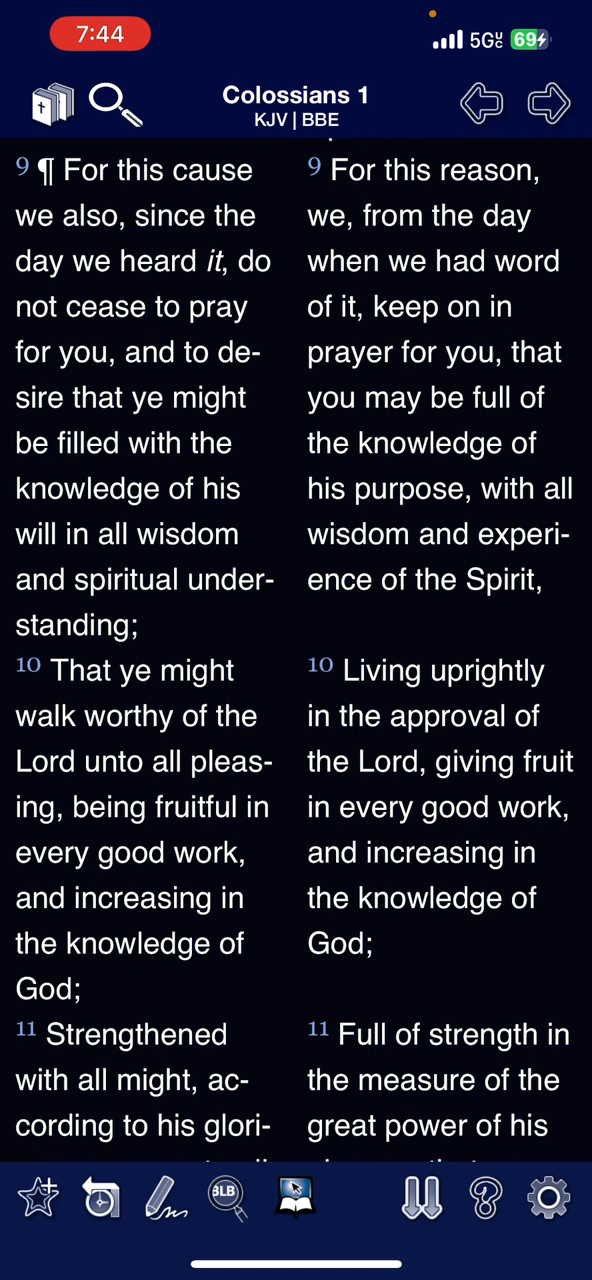 7:44
5G
69
Colossians 1
KJV | BBE
9 ¶ For this cause
we also, since the
day we heard it, do
not cease to pray
for you, and to de-
sire that ye might
be filled with the
knowledge of his
will in all wisdom
and spiritual under-
standing;
10 That ye might
walk worthy of the
Lord unto all pleas-
ing, being fruitful in
every good work,
and increasing in
the knowledge of
God;
11 Strengthened
with all might, ac-
cording to his glori-
9 For this reason,
we, from the day
when we had word
of it, keep on in
prayer for you, that
you may be full of
the knowledge of
his purpose, with all
wisdom and experi-
ence of the Spirit,
10 Living uprightly
in the approval of
the Lord, giving fruit
in every good work,
and increasing in
the knowledge of
God;
11 Full of strength in
the measure of the
great power of his
BLB